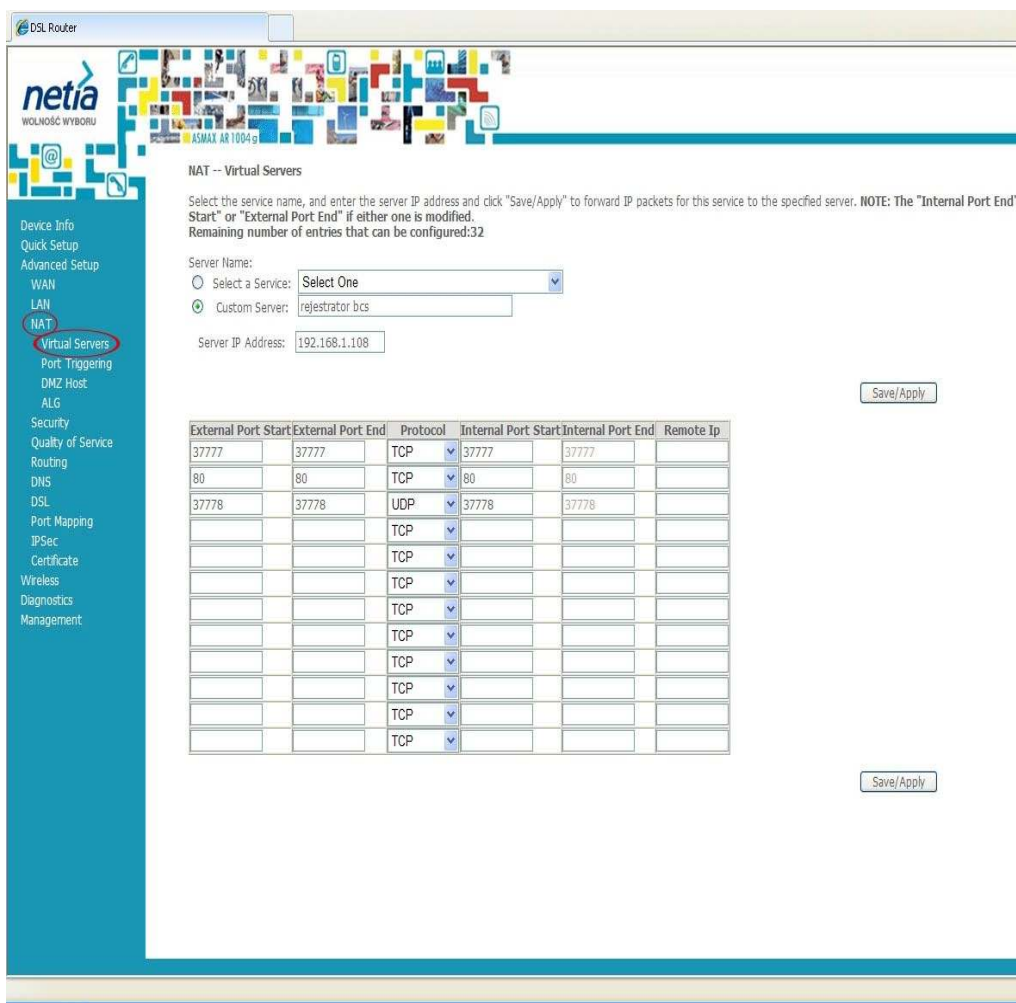 DSL Router
netia
WOLNOŚĆ WYBORU
ASMAX AR 1004 g
@
Device Info
Quick Setup
Advanced Setup
WAN
LAN
NAT
Virtual Servers
Port Triggering
DMZ Host
ALG
Security
Quality of Service
Routing
DNS
DSL
Port Mapping
IPSec
Certificate
Wireless
Diagnostics
Management
NAT -- Virtual Servers
Select the service name, and enter the server IP address and click "Save/Apply" to forward IP packets for this service to the specified server. NOTE: The "Internal Port End"
Start" or "External Port End" if either one is modified.
Remaining number of entries that can be configured:32
Server Name:
Select a Service: Select One
Custom Server: rejestrator bcs
Server IP Address: 192.168.1.108
Save/Apply
External Port Start External Port End Protocol Internal Port Start Internal Port End Remote Ip
37777 37777 TCP 37777 37777
80 80 TCP 80 80
37778 37778 UDP 37778 37778
TCP
TCP
TCP
TCP
TCP
TCP
TCP
TCP
TCP
Save/Apply